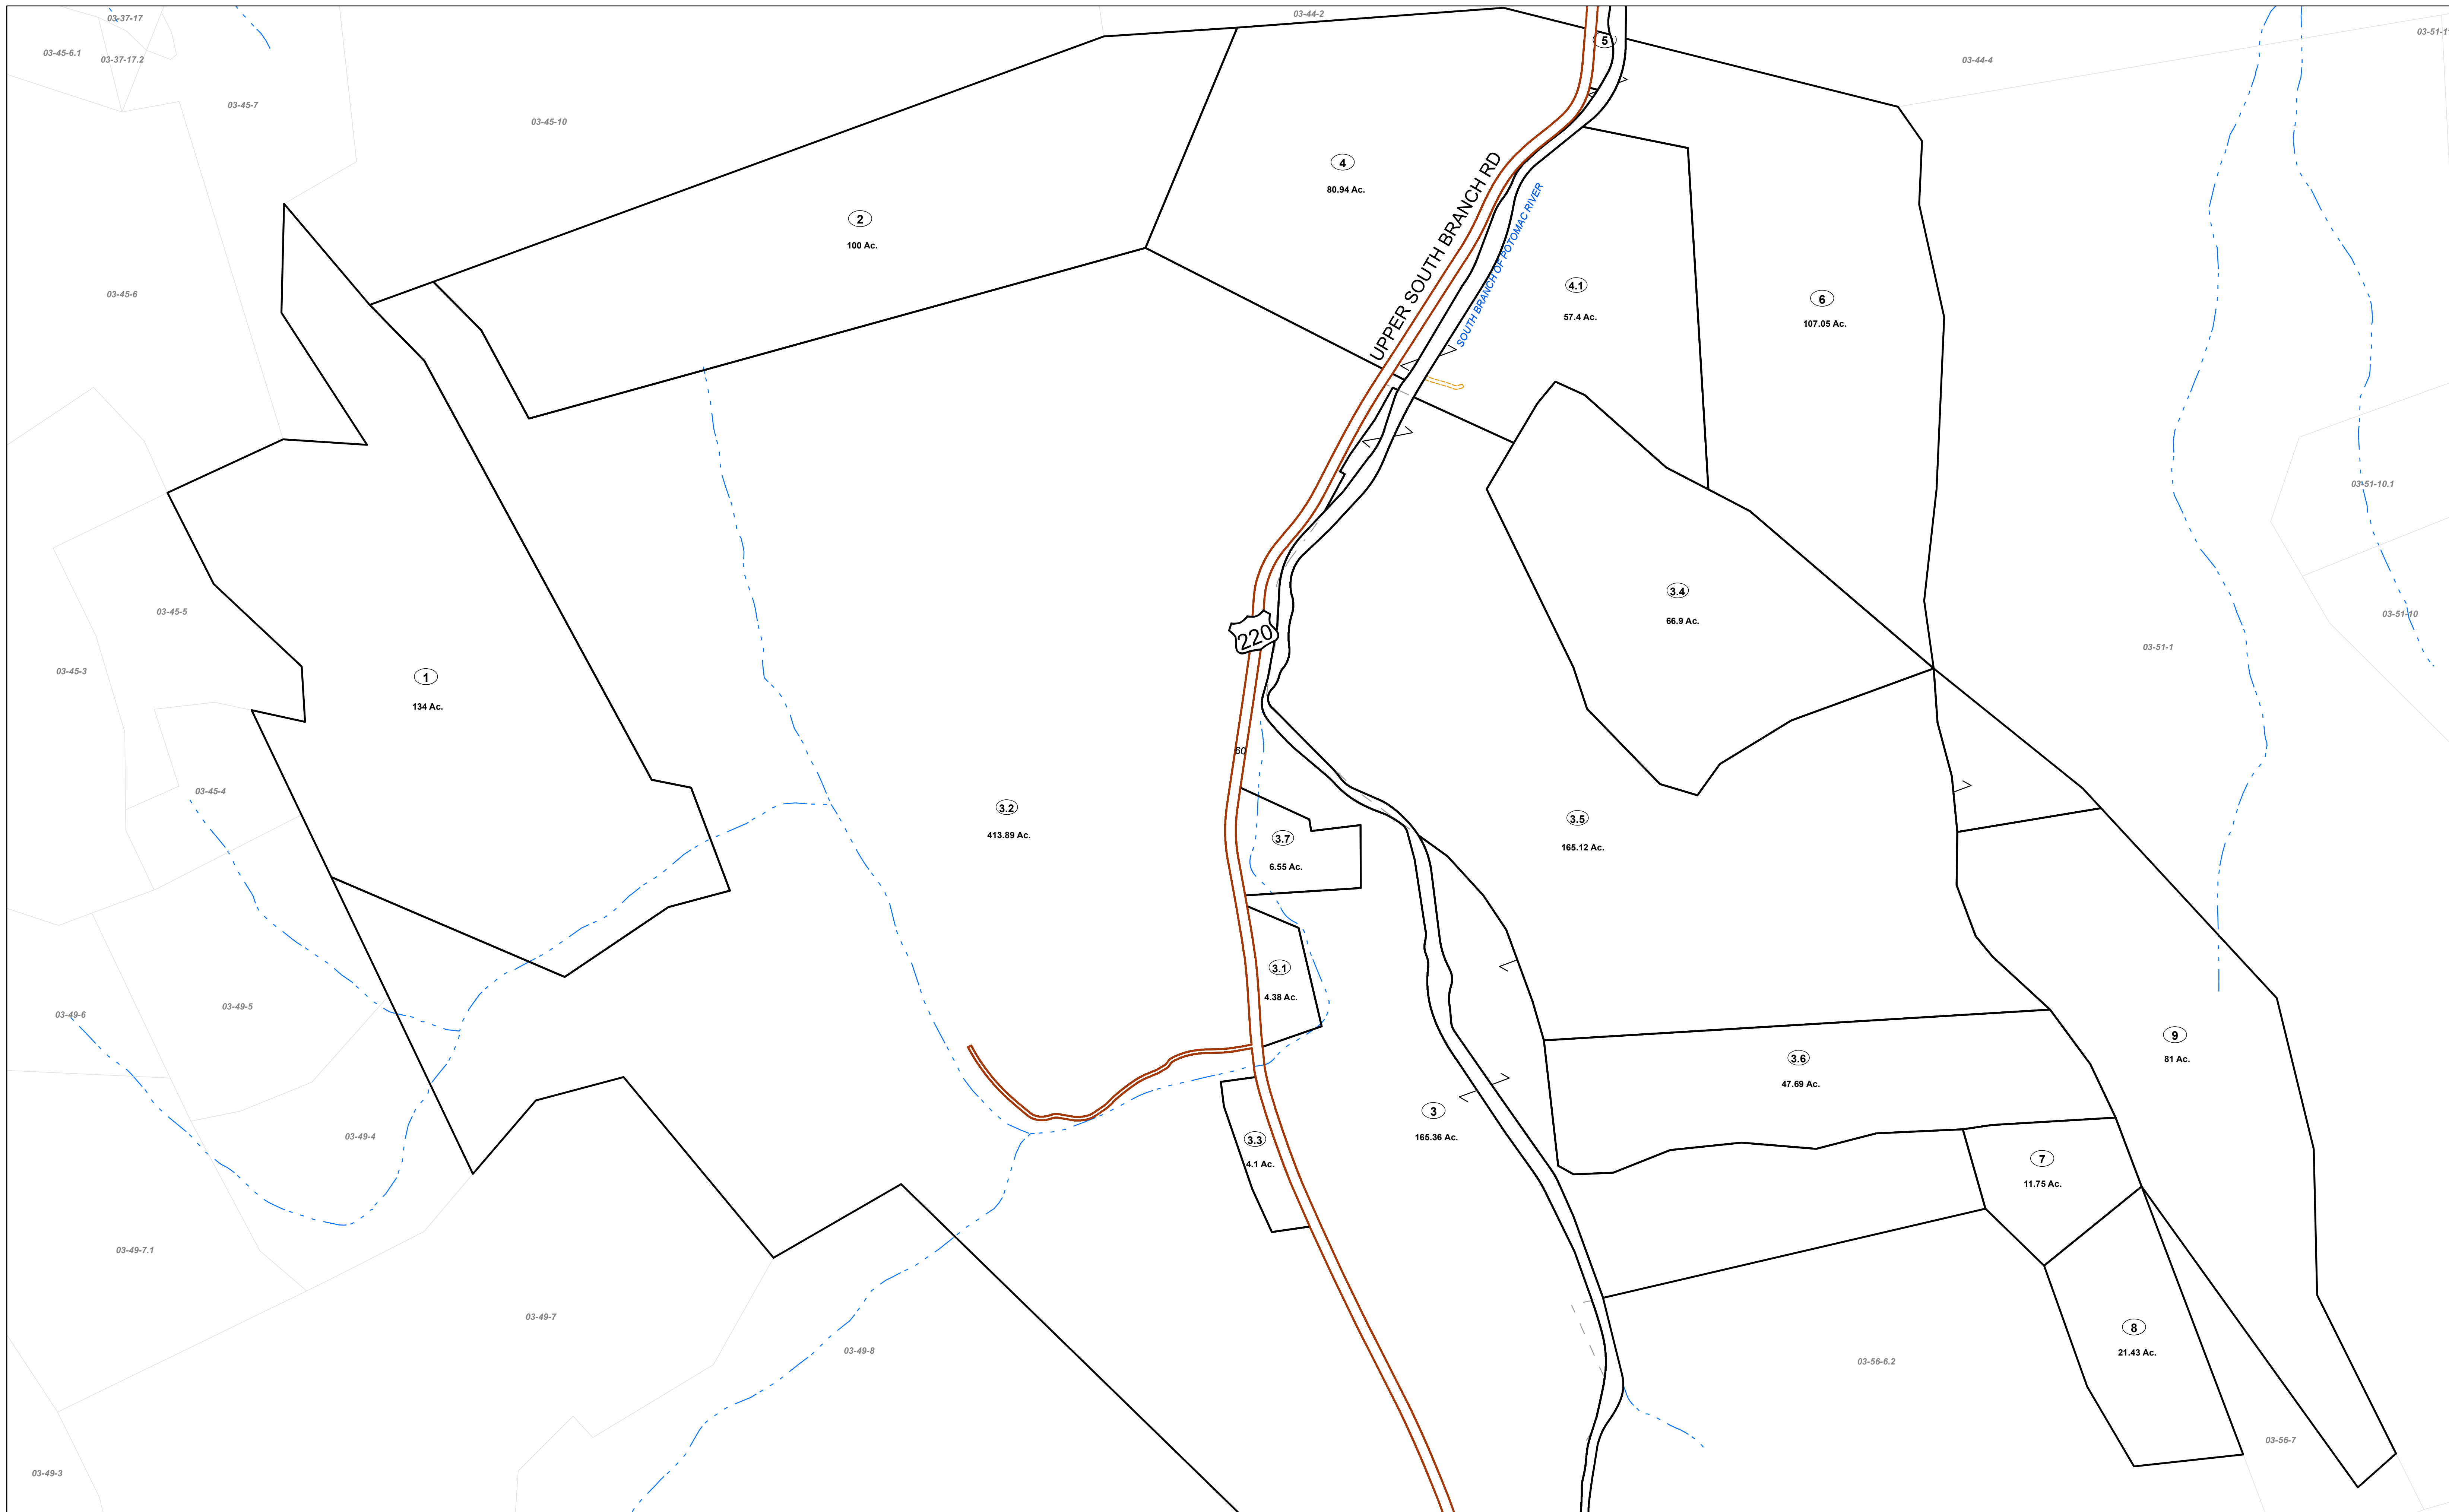 03-37-17
03-44-2
03-45-6.1
03-37-17.2
5
03-44-4
03-45-7
03-45-10
4
80.94 Ac.
UPPER SOUTH BRANCH RD
SOUTH BRANCH OF POTOMAC RIVER
2
100 Ac.
03-45-6
4.1
57.4 Ac.
6
107.05 Ac.
03-51-10.1
03-45-5
3.4
66.9 Ac.
03-51-10
220
03-51-1
03-45-3
1
134 Ac.
60
03-45-4
3.2
413.89 Ac.
3.7
6.55 Ac.
3.5
165.12 Ac.
3.1
4.38 Ac.
03-49-5
03-49-6
9
81 Ac.
3.6
47.69 Ac.
3
165.36 Ac.
03-49-4
3.3
4.1 Ac.
7
11.75 Ac.
03-49-7.1
03-49-7
03-49-8
8
21.43 Ac.
03-56-6.2
03-56-7
03-49-3